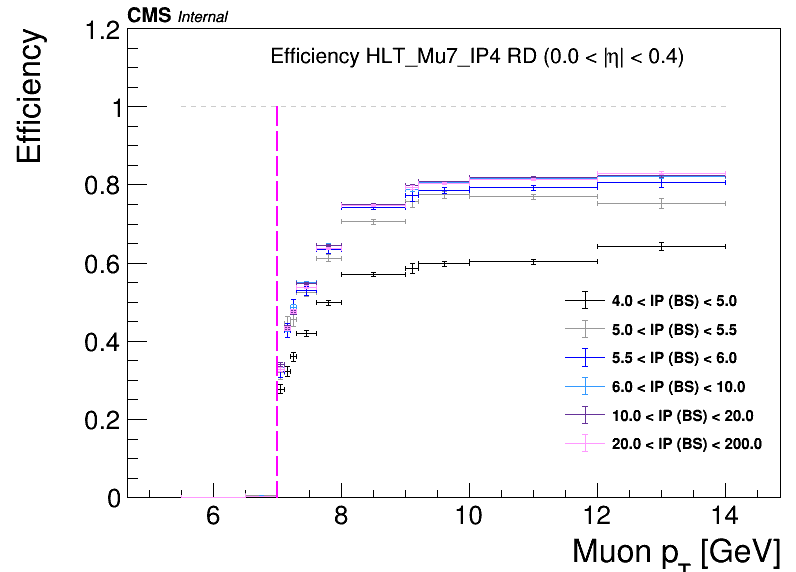 CMS Internal
Efficiency HLT_Mu7_IP4 RD (0.0 < |η| < 0.4)
Efficiency
1.2
1
0.8
0.6
0.4
0.2
0
4.0 < IP (BS) < 5.0
5.0 < IP (BS) < 5.5
5.5 < IP (BS) < 6.0
6.0 < IP (BS) < 10.0
10.0 < IP (BS) < 20.0
20.0 < IP (BS) < 200.0
6 8 10 12 14
Muon p_T [GeV]